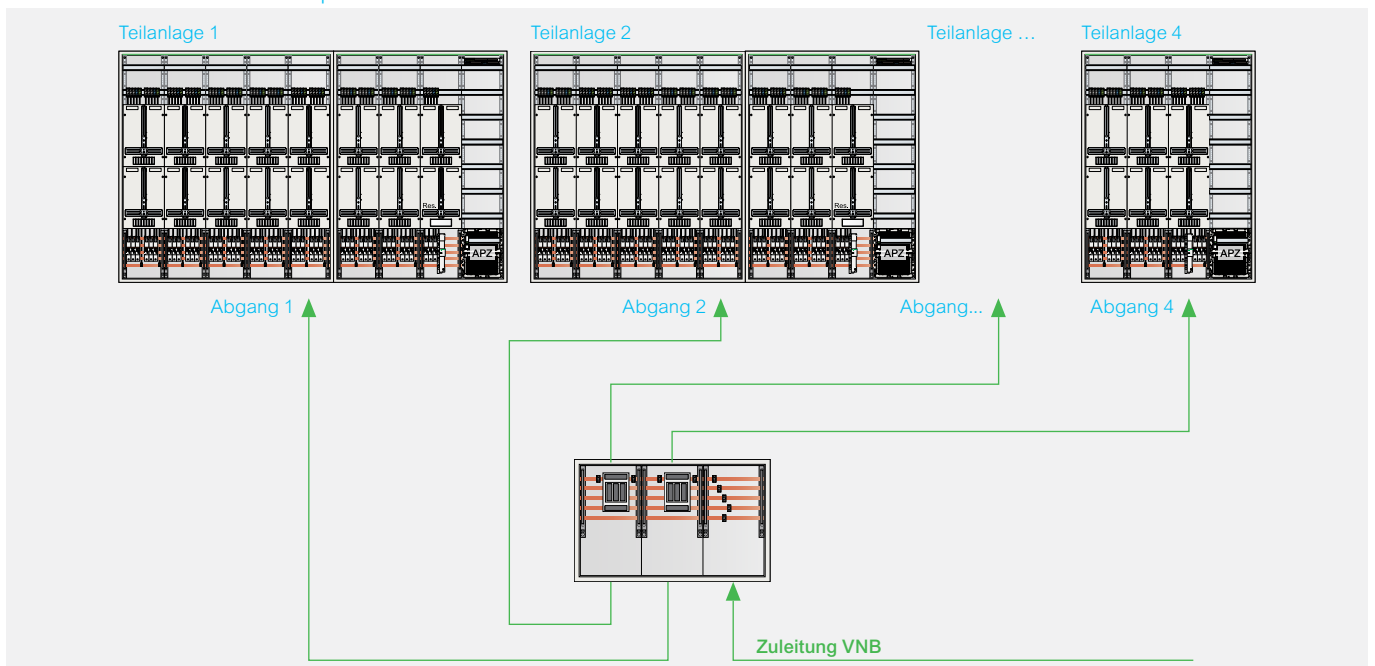 Teilanlage 1
Teilanlage 2
Teilanlage ...
Teilanlage 4
Res.
APZ
Res.
APZ
APZ
Abgang 1
Abgang 2
Abgang...
Abgang 4
Zuleitung VNB